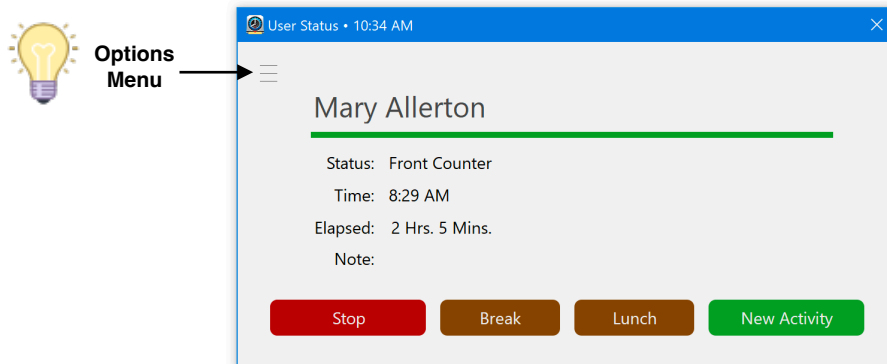 User Status • 10:34 AM
Options
Menu
Mary Allerton
Status: Front Counter
Time: 8:29 AM
Elapsed: 2 Hrs. 5 Mins.
Note:
Stop Break Lunch New Activity